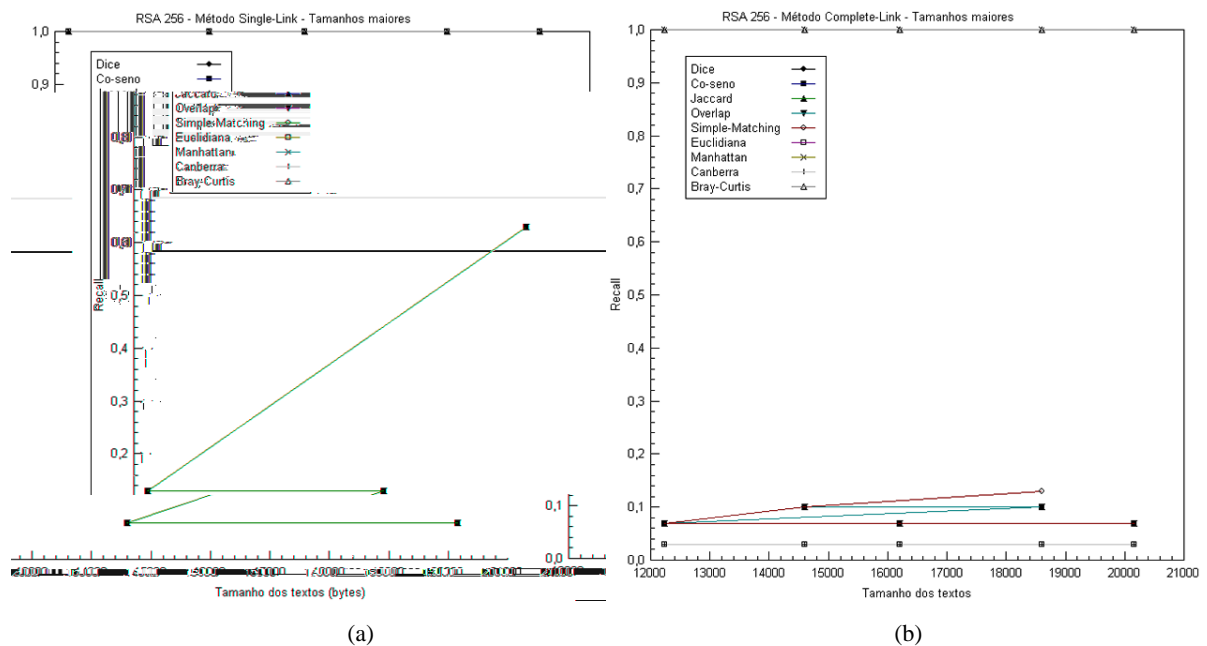 RSA 256 - Método Single-Link - Tamanhos maiores
1,0
0,9
Dice
Co-seno
Jaccard
Overlap
Simple-Matching
Euclidiana
Manhattan
Canberra
Bray-Curtis
Recall
0,5
0,4
0,3
0,2
0,1
0,0
Tamanho dos textos (bytes)
(a)
RSA 256 - Método Complete-Link - Tamanhos maiores
1,0
0,9
0,8
0,7
0,6
0,5
0,4
0,3
0,2
0,1
0,0
Dice
Co-seno
Jaccard
Overlap
Simple-Matching
Euclidiana
Manhattan
Canberra
Bray-Curtis
Recall
12000 13000 14000 15000 16000 17000 18000 19000 20000 21000
Tamanho dos textos
(b)